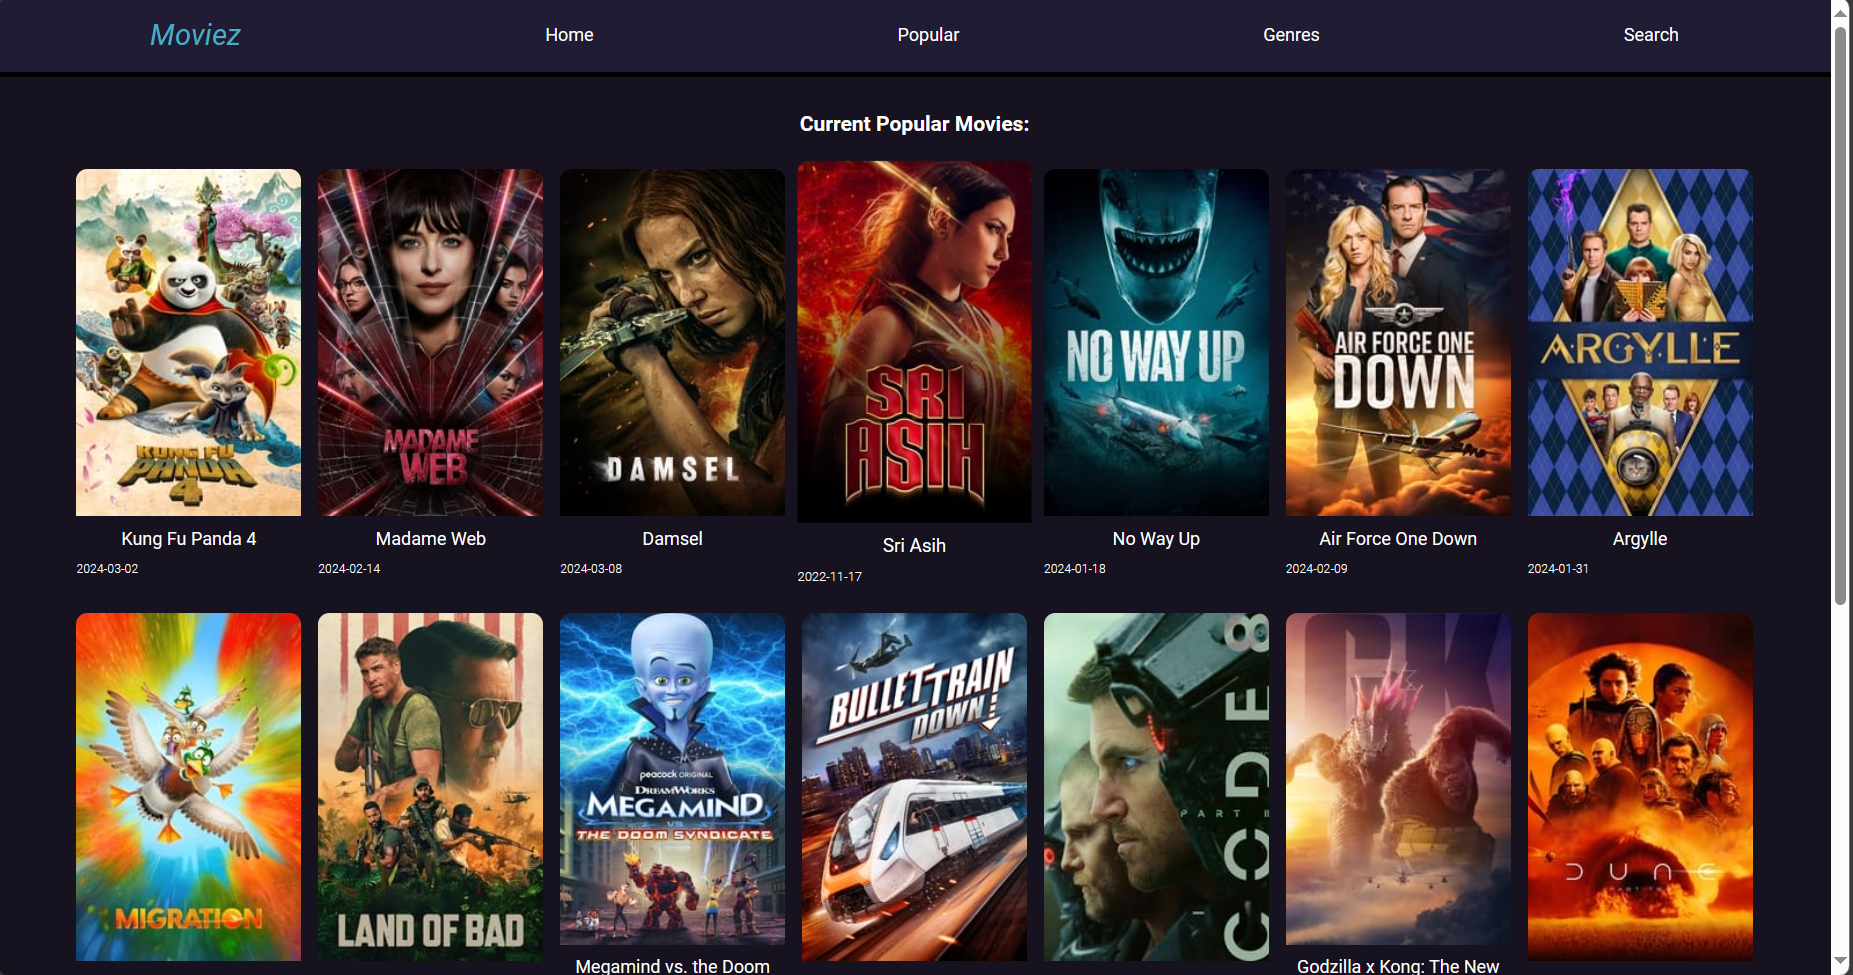 Moviez
Home
Popular
Genres
Search
Current Popular Movies:
KUNG FU
PANDA
4
MADAME
WEB
DAMSEL
SRI
ASIH
NO WAY UP
AIR FORCE ONE
DOWN
ARGYLLE
Kung Fu Panda 4
Madame Web
Damsel
Sri Asih
No Way Up
Air Force One Down
Argylle
2024-03-02
2024-02-14
2024-03-08
2022-11-17
2024-01-18
2024-02-09
2024-01-31
MIGRATION
LAND OF BAD
peacock ORIGINAL
DREAMWORKS
MEGAMIND
VS
THE DOOM SYNDICATE
BULLET TRAIN
DOWN!
CODE 8
PART II
GK
DUNE
PART TWO
Megamind vs. the Doom
Godzilla x Kong: The New